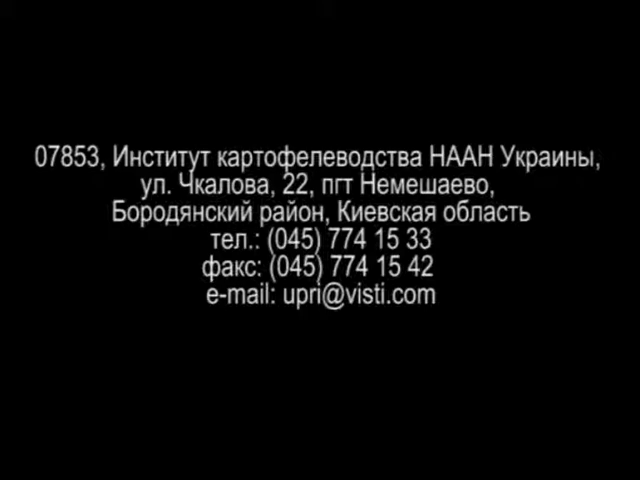 07853, Институт картофелеводства НААН Украины,
ул. Чкалова, 22, пгт Немешаево,
Бородянский район, Киевская область
тел.: (045) 774 15 33
факс: (045) 774 15 42
e-mail: upri@visti.com